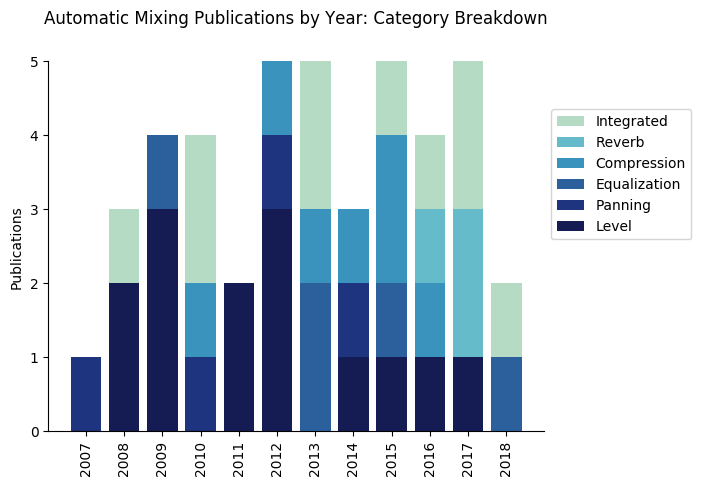 Automatic Mixing Publications by Year: Category Breakdown
5
4
3
2
1
0
Publications
2007
2008
2009
2010
2011
2012
2013
2014
2015
2016
2017
2018
Integrated
Reverb
Compression
Equalization
Panning
Level